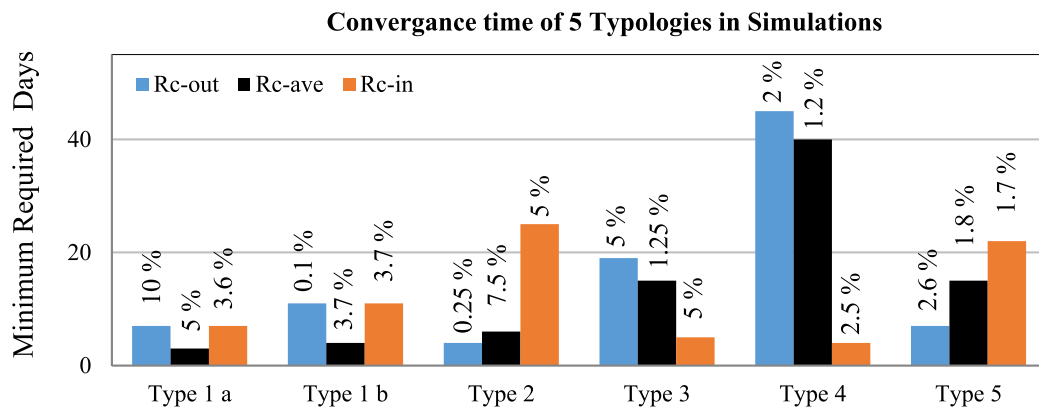 Convergance time of 5 Typologies in Simulations
Minimum Required Days
Rc-out Rc-ave Rc-in
40
20
0
10 % 5 % 3.6 %
0.1 % 3.7 % 3.7 %
0.25 % 7.5 % 5 %
5 % 1.25 % 5 %
2 % 1.2 % 2.5 %
2.6 % 1.8 % 1.7 %
Type 1 a Type 1 b Type 2 Type 3 Type 4 Type 5